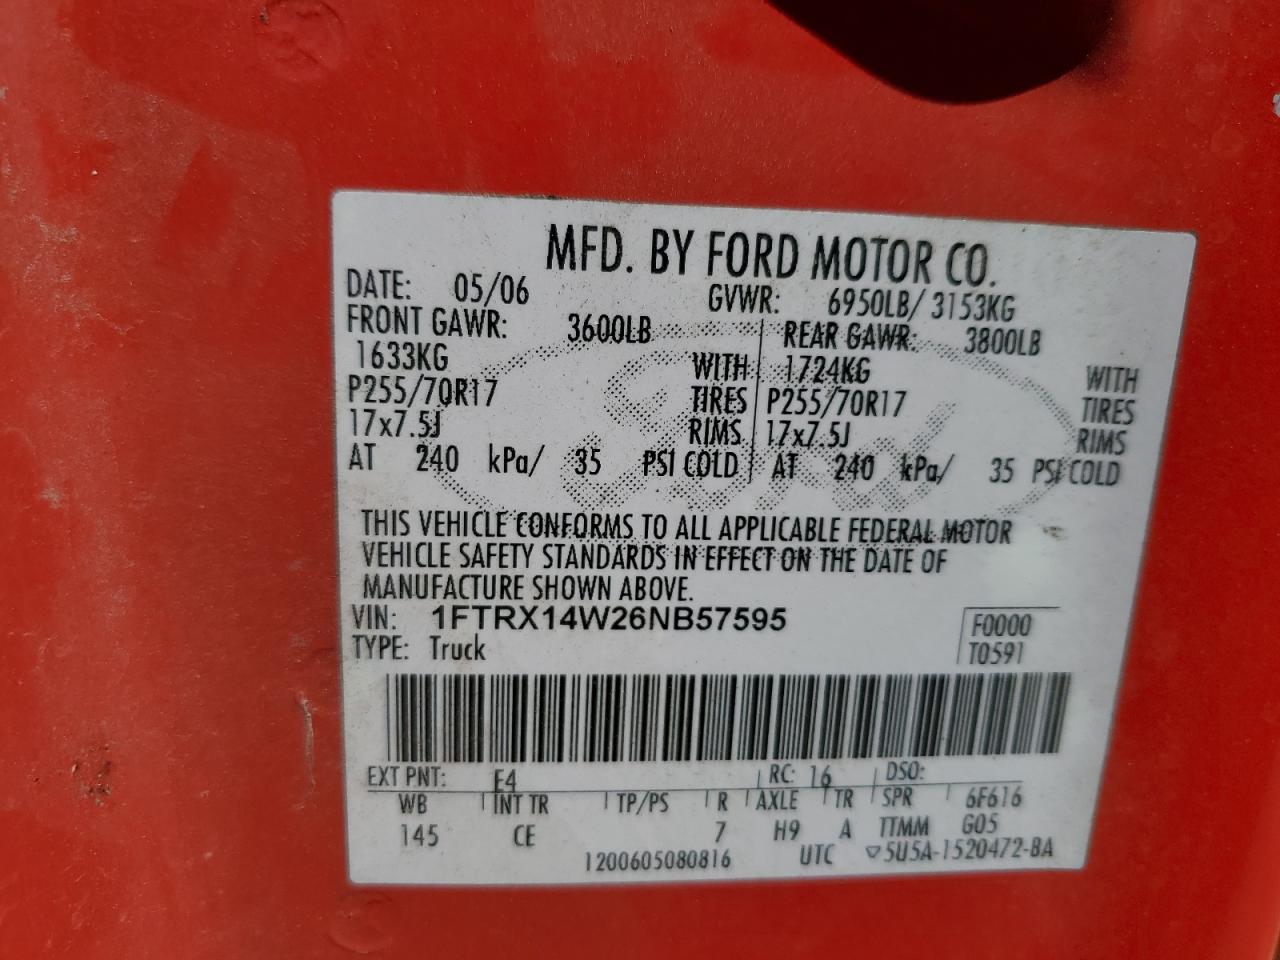 MFD. BY FORD MOTOR CO.
DATE: 05/06 GVWR: 6950LB/ 3153KG
FRONT GAWR: 3600LB REAR GAWR: 3800LB
1633KG WITH 1724KG WITH
P255/70R17 TIRES P255/70R17 TIRES
17x7.5J RIMS 17x7.5J RIMS
AT 240 kPa/ 35 PSI COLD AT 240 kPa/ 35 PSI COLD
THIS VEHICLE CONFORMS TO ALL APPLICABLE FEDERAL MOTOR
VEHICLE SAFETY STANDARDS IN EFFECT ON THE DATE OF
MANUFACTURE SHOWN ABOVE.
VIN: 1FTRX14W26NB57595 F0000
TYPE: Truck T0591
EXT PNT: E4 RC: 16 DSO:
WB INT TR TP/PS R AXLE TR SPR 6F616
145 CE 7 H9 A TTMM G05
1200605080816 UTC ▽5U5A-1520472-BA